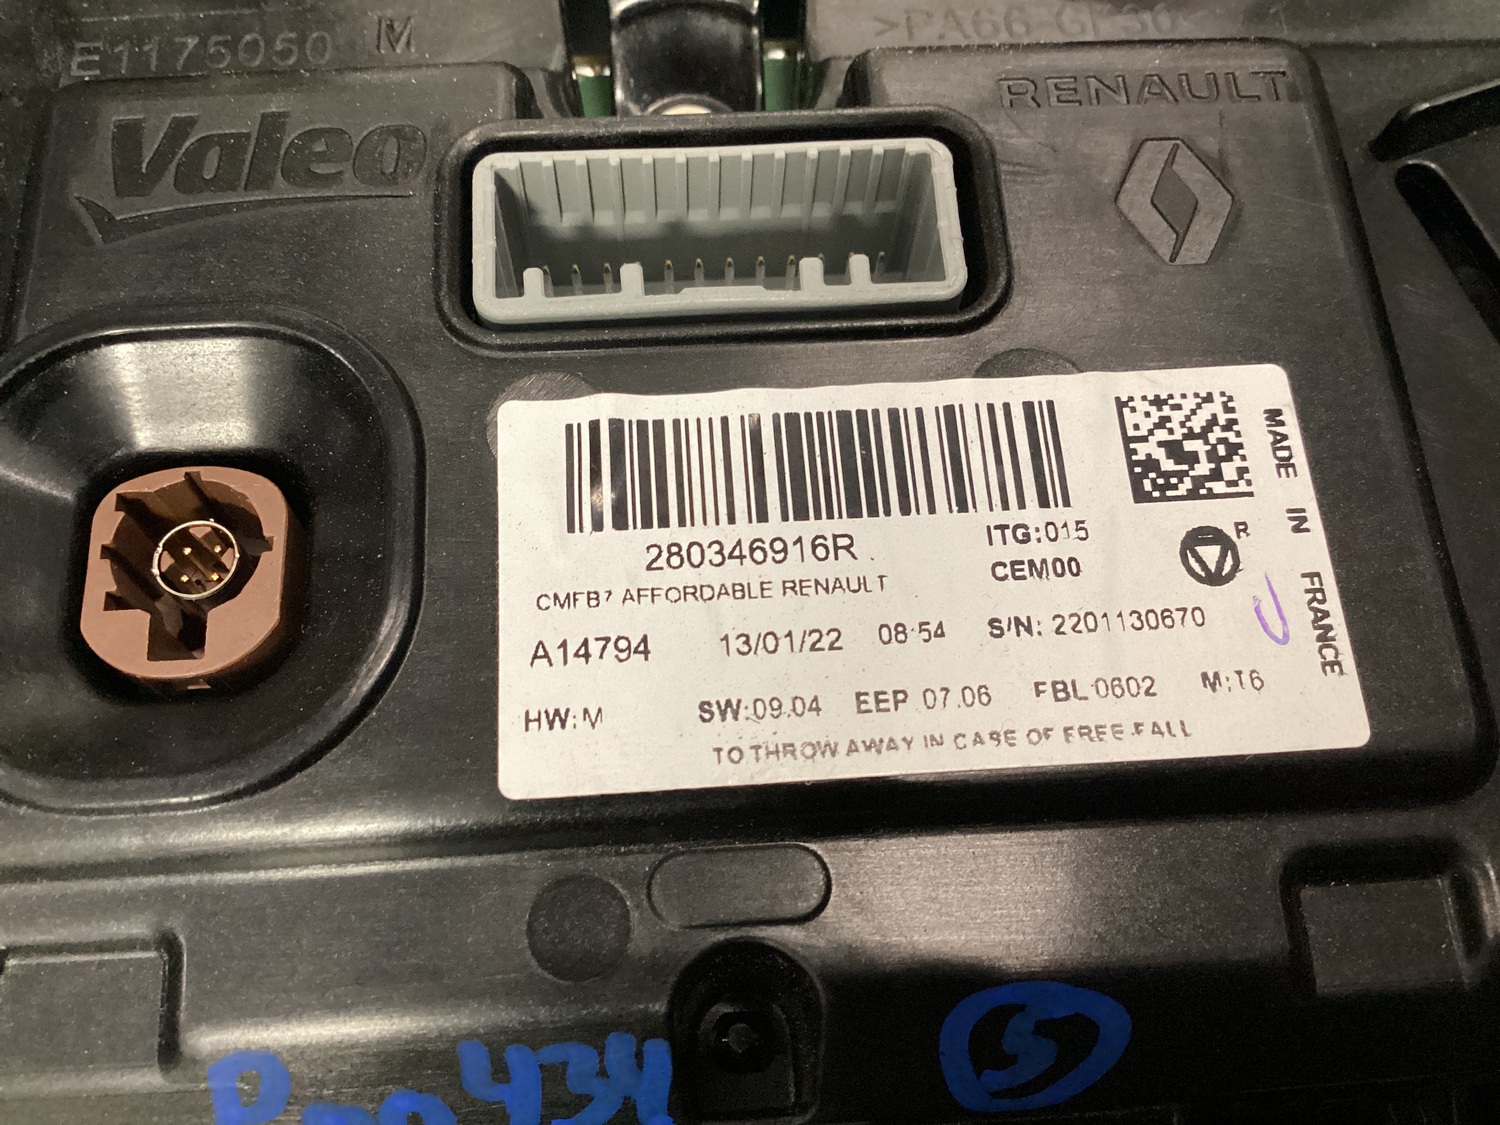 E1175050 M
>PA66-GF30
Valeo
RENAULT
280346916R
ITG:015
CEM00
R
MADE IN FRANCE
CMFB7 AFFORDABLE RENAULT
A14794 13/01/22 08:54 S/N: 2201130670
HW:M SW:09.04 EEP 07.06 FBL 0602 M:T6
TO THROW AWAY IN CASE OF FREE FALL
434
S